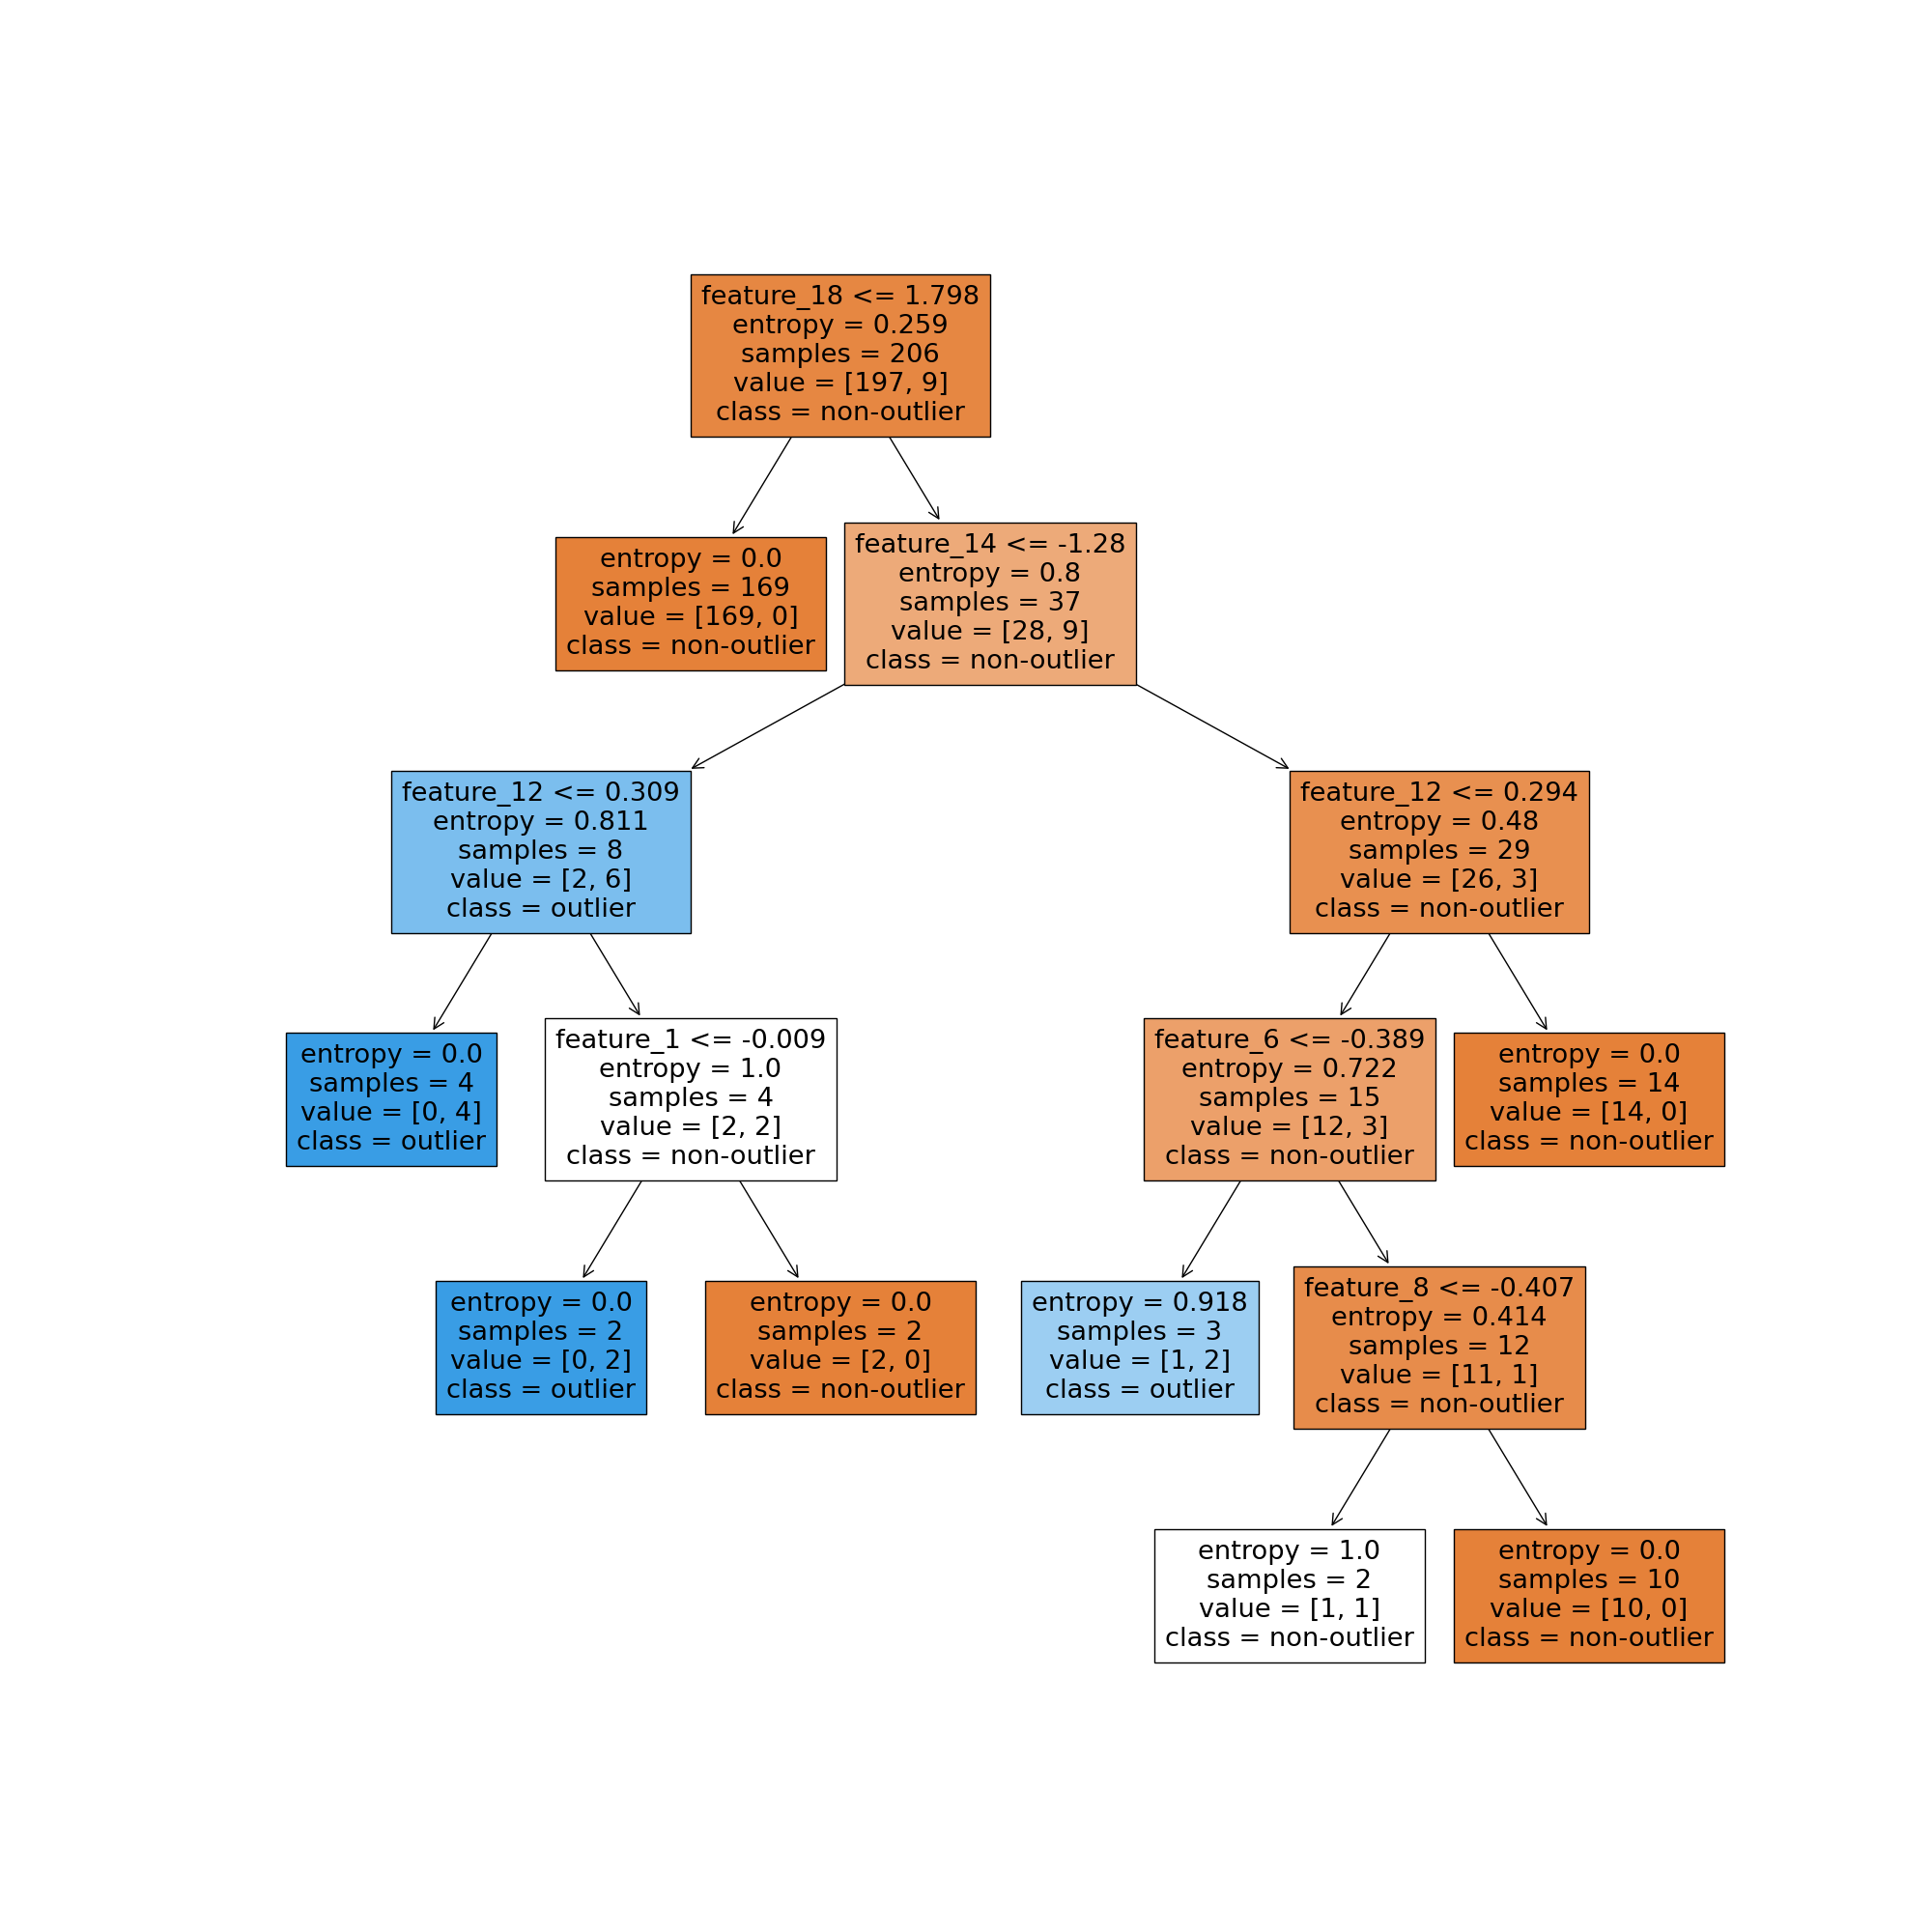 feature_18 <= 1.798
entropy = 0.259
samples = 206
value = [197, 9]
class = non-outlier
entropy = 0.0
samples = 169
value = [169, 0]
class = non-outlier
feature_14 <= -1.28
entropy = 0.8
samples = 37
value = [28, 9]
class = non-outlier
feature_12 <= 0.309
entropy = 0.811
samples = 8
value = [2, 6]
class = outlier
feature_12 <= 0.294
entropy = 0.48
samples = 29
value = [26, 3]
class = non-outlier
entropy = 0.0
samples = 4
value = [0, 4]
class = outlier
feature_1 <= -0.009
entropy = 1.0
samples = 4
value = [2, 2]
class = non-outlier
feature_6 <= -0.389
entropy = 0.722
samples = 15
value = [12, 3]
class = non-outlier
entropy = 0.0
samples = 14
value = [14, 0]
class = non-outlier
entropy = 0.0
samples = 2
value = [0, 2]
class = outlier
entropy = 0.0
samples = 2
value = [2, 0]
class = non-outlier
entropy = 0.918
samples = 3
value = [1, 2]
class = outlier
feature_8 <= -0.407
entropy = 0.414
samples = 12
value = [11, 1]
class = non-outlier
entropy = 1.0
samples = 2
value = [1, 1]
class = non-outlier
entropy = 0.0
samples = 10
value = [10, 0]
class = non-outlier